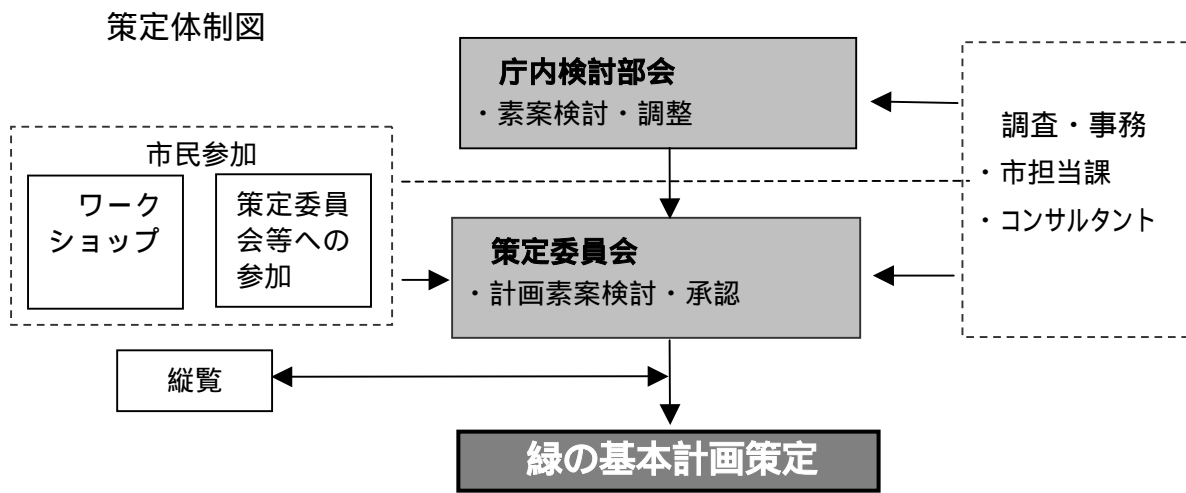 策定体制図
庁内検討部会
・素案検討・調整
市民参加
ワーク
ショップ
策定委員
会等への
参加
調査・事務
・市担当課
・コンサルタント
策定委員会
・計画素案検討・承認
縦覧
緑の基本計画策定